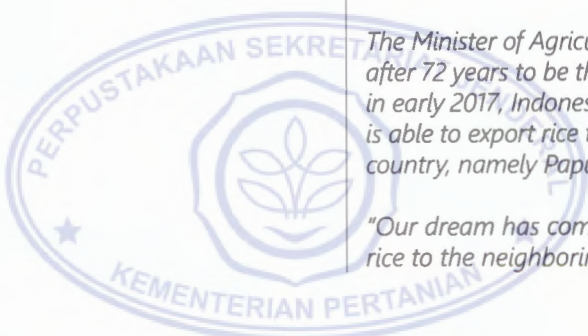 PERPUSTAKAAN SEKRET
KEMENTERIAN PERTANIAN
The Minister of Agricu
after 72 years to be th
in early 2017, Indones
is able to export rice t
country, namely Papu
"Our dream has com
rice to the neighborin